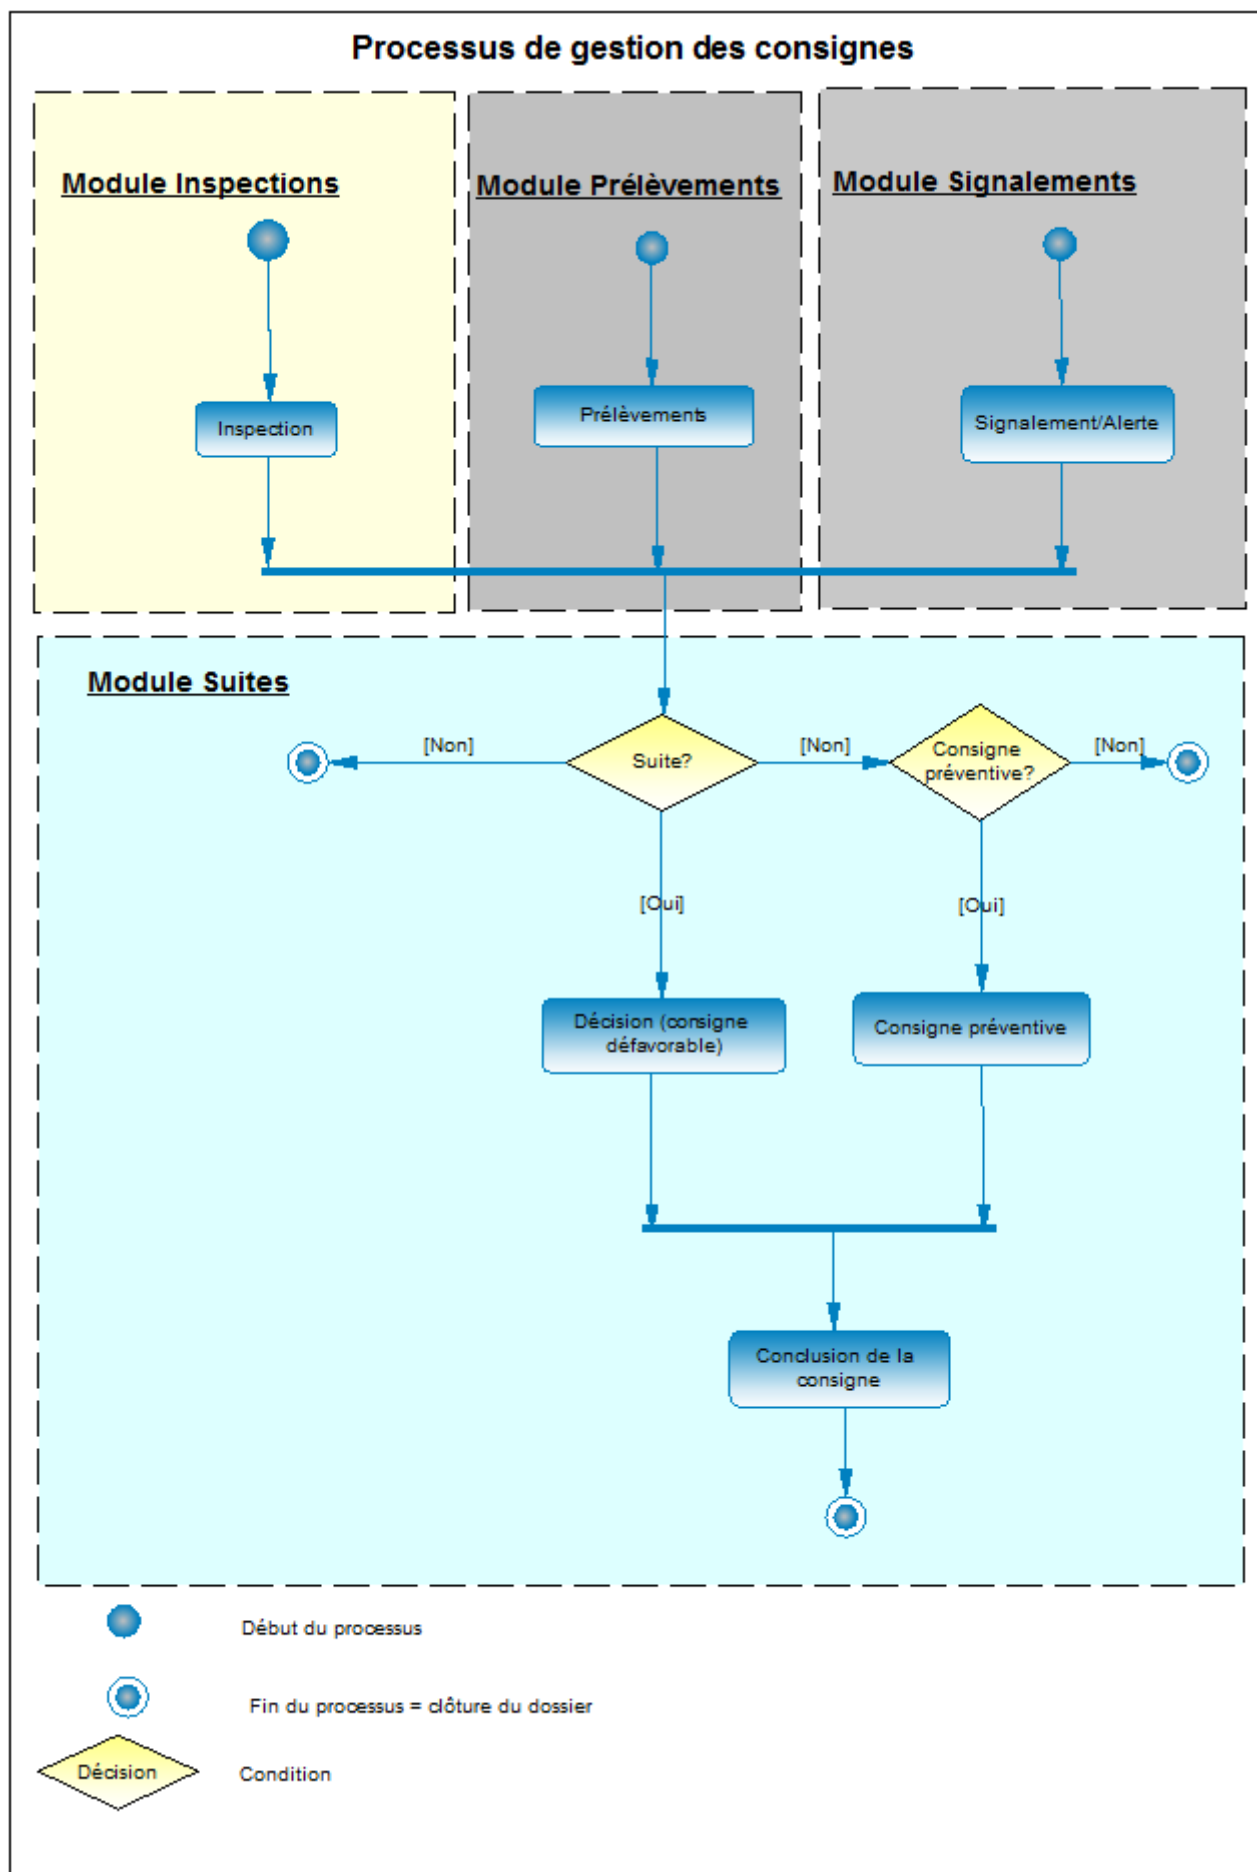 Processus de gestion des consignes
Module Inspections
Module Prélèvements
Module Signalements
Inspection
Prélèvements
Signalement/Alerte
Module Suites
[Non]
Suite?
[Non]
Consigne
préventive?
[Non]
[Oui]
[Oui]
Décision (consigne
défavorable)
Consigne préventive
Conclusion de la
consigne
Début du processus
Fin du processus = clôture du dossier
Décision
Condition